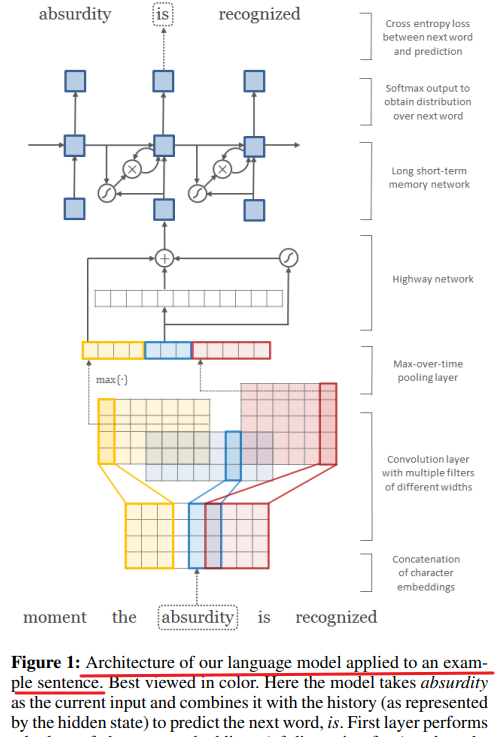 absurdity is recognized
Cross entropy loss
between next word
and prediction
Softmax output to
obtain distribution
over next word
Long short-term
memory network
Highway network
max{·}
Max-over-time
pooling layer
Convolution layer
with multiple filters
of different widths
Concatenation
of character
embeddings
moment the absurdity is recognized
Figure 1: Architecture of our language model applied to an exam-
ple sentence. Best viewed in color. Here the model takes absurdity
as the current input and combines it with the history (as represented
by the hidden state) to predict the next word, is. First layer performs